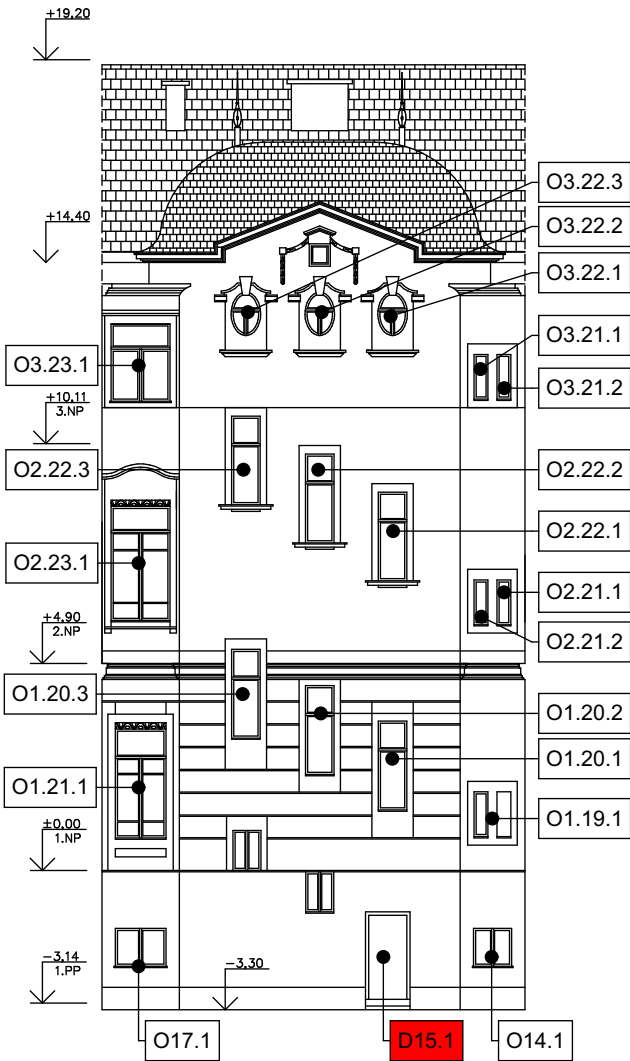 +19,20
O3.22.3
O3.22.2
+14,40
O3.22.1
O3.21.1
O3.23.1
O3.21.2
+10,11
3.NP
O2.22.3
O2.22.2
O2.22.1
O2.23.1
O2.21.1
+4,90
2.NP
O2.21.2
O1.20.3
O1.20.2
O1.20.1
O1.21.1
O1.19.1
±0,00
1.NP
-3,14
1.PP
-3,30
O17.1
D15.1
O14.1